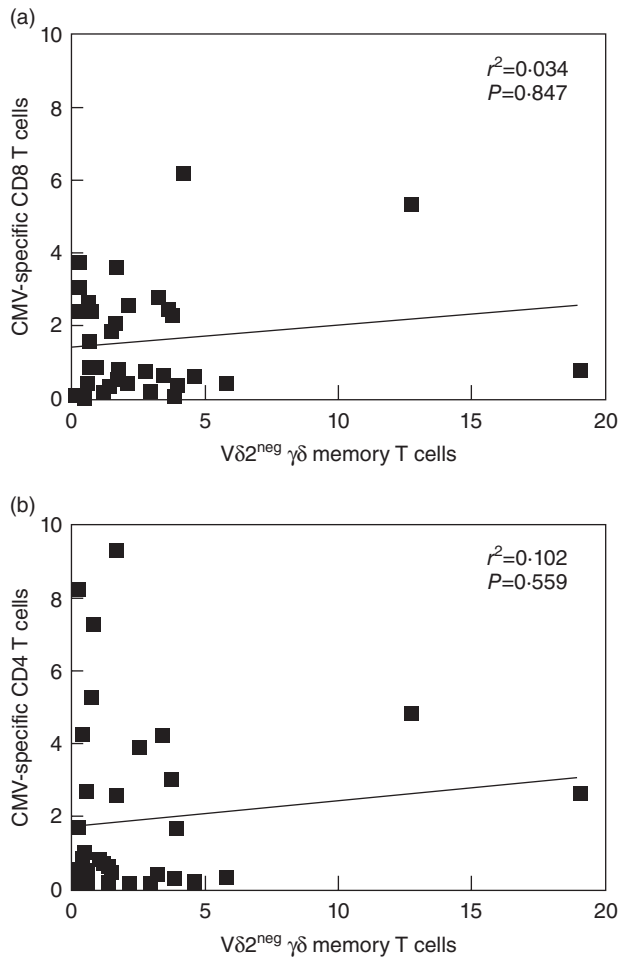 (a)
10
8
6
4
2
0
CMV-specific CD8 T cells
r²=0·034
P=0·847
0 5 10 15 20
Vδ2ⁿᵉᵍ γδ memory T cells
(b)
10
8
6
4
2
0
CMV-specific CD4 T cells
r²=0·102
P=0·559
0 5 10 15 20
Vδ2ⁿᵉᵍ γδ memory T cells